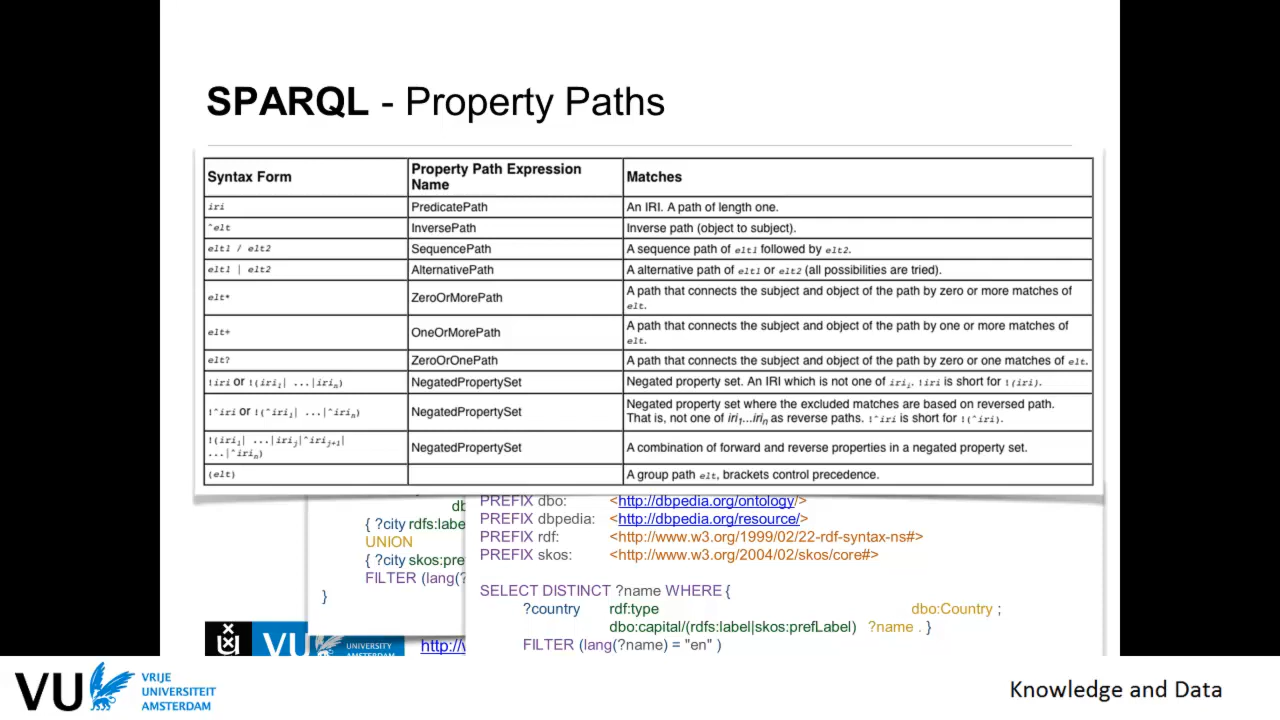 SPARQL - Property Paths
Syntax Form
Property Path Expression
Name
Matches
iri
PredicatePath
An IRI. A path of length one.
^elt
InversePath
Inverse path (object to subject).
elt1 / elt2
SequencePath
A sequence path of elt1 followed by elt2.
elt1 | elt2
AlternativePath
A alternative path of elt1 or elt2 (all possibilities are tried).
elt*
ZeroOrMorePath
A path that connects the subject and object of the path by zero or more matches of
elt.
elt+
OneOrMorePath
A path that connects the subject and object of the path by one or more matches of
elt.
elt?
ZeroOrOnePath
A path that connects the subject and object of the path by zero or one matches of elt.
!iri or !(iri1| ...|irin)
NegatedPropertySet
Negated property set. An IRI which is not one of irii. !iri is short for !(iri).
!^iri or !(^iri1| ...|^irin)
NegatedPropertySet
Negated property set where the excluded matches are based on reversed path.
That is, not one of iri1...irin as reverse paths. !^iri is short for !(^iri).
!(iri1| ...|irij|^irij+1|
...|^irin)
NegatedPropertySet
A combination of forward and reverse properties in a negated property set.
(elt)
A group path elt, brackets control precedence.
db
{ ?city rdfs:labe
UNION
{ ?city skos:pre
FILTER (lang(?
}
http://v
PREFIX dbo: <http://dbpedia.org/ontology/>
PREFIX dbpedia: <http://dbpedia.org/resource/>
PREFIX rdf: <http://www.w3.org/1999/02/22-rdf-syntax-ns#>
PREFIX skos: <http://www.w3.org/2004/02/skos/core#>
SELECT DISTINCT ?name WHERE {
?country rdf:type dbo:Country ;
dbo:capital/(rdfs:label|skos:prefLabel) ?name . }
FILTER (lang(?name) = "en" )
VU
UNIVERSITY
AMSTERDAM
VU
VRIJE
UNIVERSITEIT
AMSTERDAM
Knowledge and Data